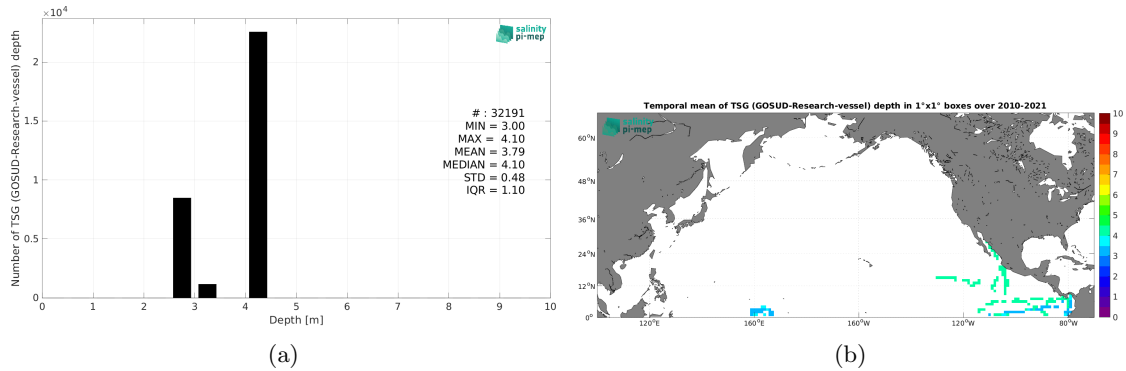 ×10⁴
2
1.5
1
0.5
0
Number of TSG (GOSUD-Research-vessel) depth
salinity
pi-mep
# : 32191
MIN = 3.00
MAX = 4.10
MEAN = 3.79
MEDIAN = 4.10
STD = 0.48
IQR = 1.10
0 1 2 3 4 5 6 7 8 9 10
Depth [m]
(a)
Temporal mean of TSG (GOSUD-Research-vessel) depth in 1°x1° boxes over 2010-2021
salinity
pi-mep
60°N
48°N
36°N
24°N
12°N
0°
120°E 160°E 160°W 120°W 80°W
10
9
8
7
6
5
4
3
2
1
0
(b)